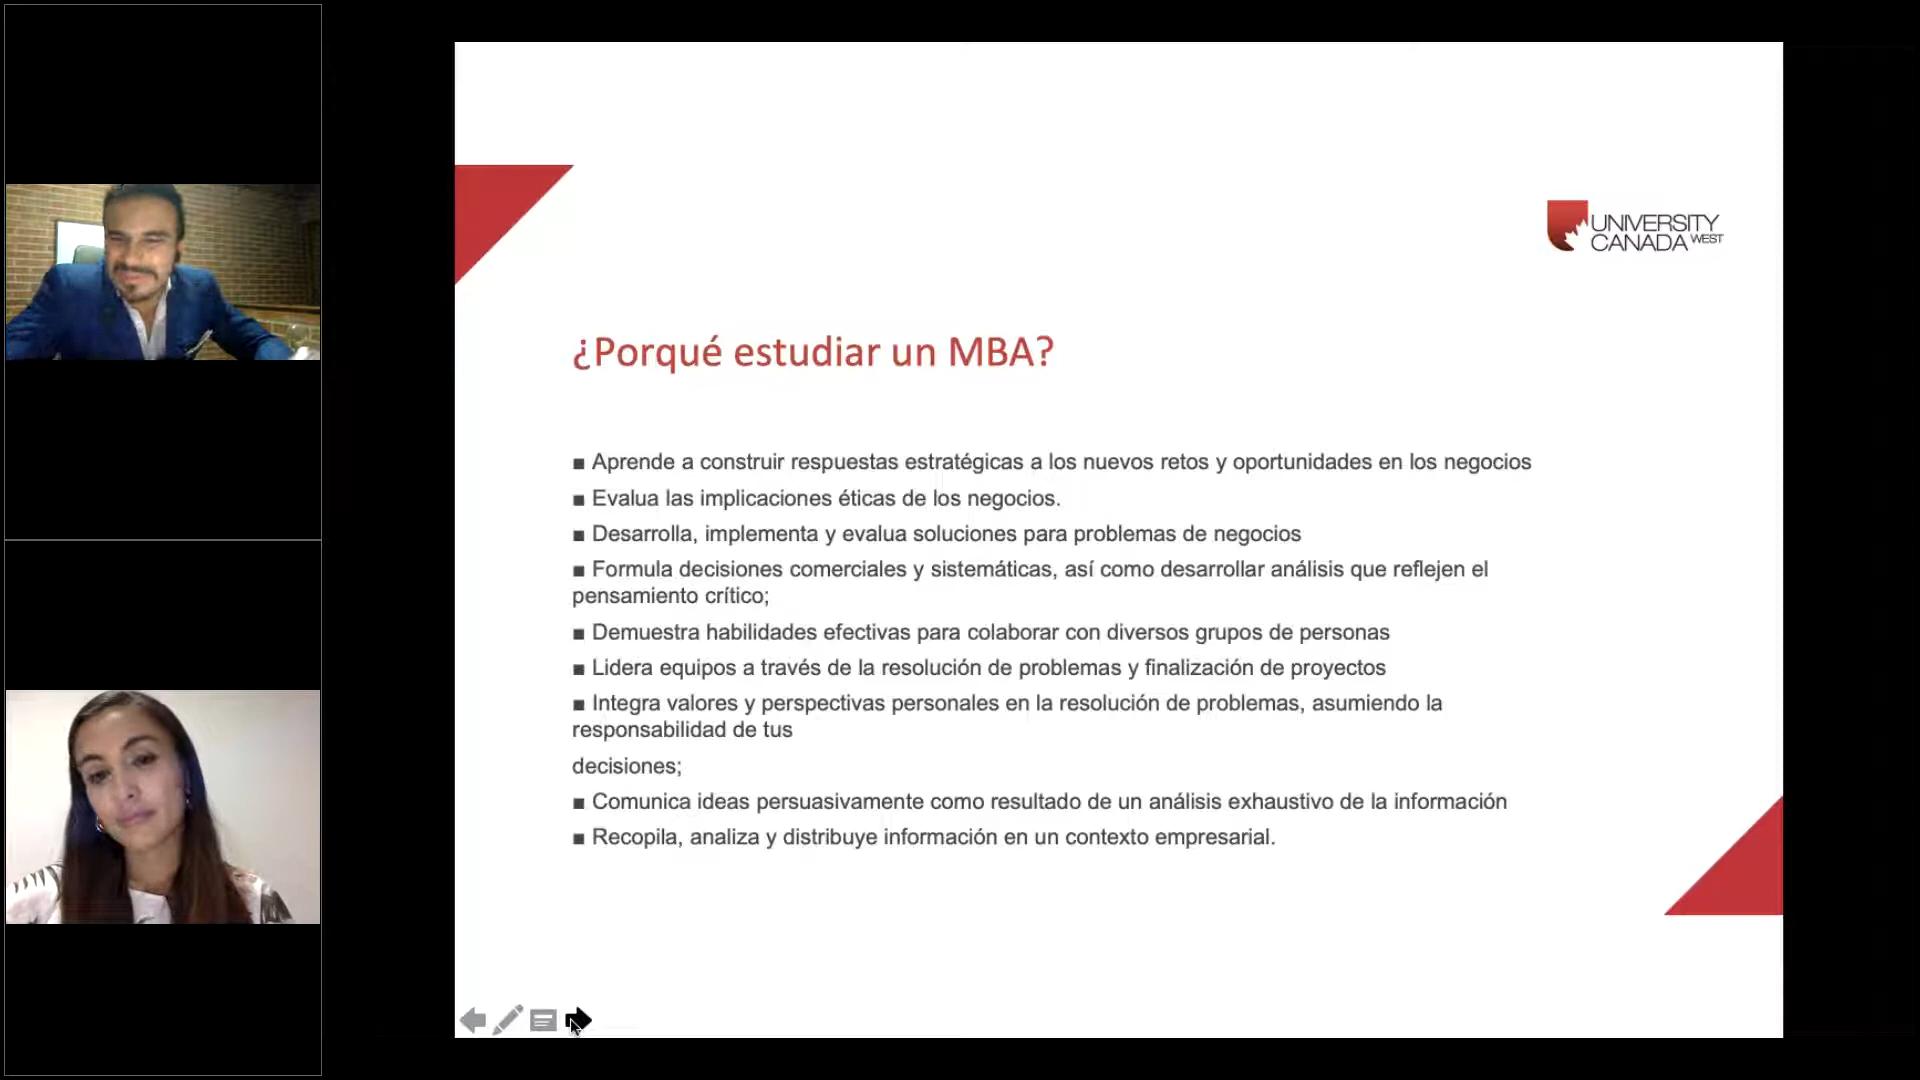 UNIVERSITY
CANADA WEST
¿Porqué estudiar un MBA?
■ Aprende a construir respuestas estratégicas a los nuevos retos y oportunidades en los negocios
■ Evalua las implicaciones éticas de los negocios.
■ Desarrolla, implementa y evalua soluciones para problemas de negocios
■ Formula decisiones comerciales y sistemáticas, así como desarrollar análisis que reflejen el
pensamiento crítico;
■ Demuestra habilidades efectivas para colaborar con diversos grupos de personas
■ Lidera equipos a través de la resolución de problemas y finalización de proyectos
■ Integra valores y perspectivas personales en la resolución de problemas, asumiendo la
responsabilidad de tus
decisiones;
■ Comunica ideas persuasivamente como resultado de un análisis exhaustivo de la información
■ Recopila, analiza y distribuye información en un contexto empresarial.